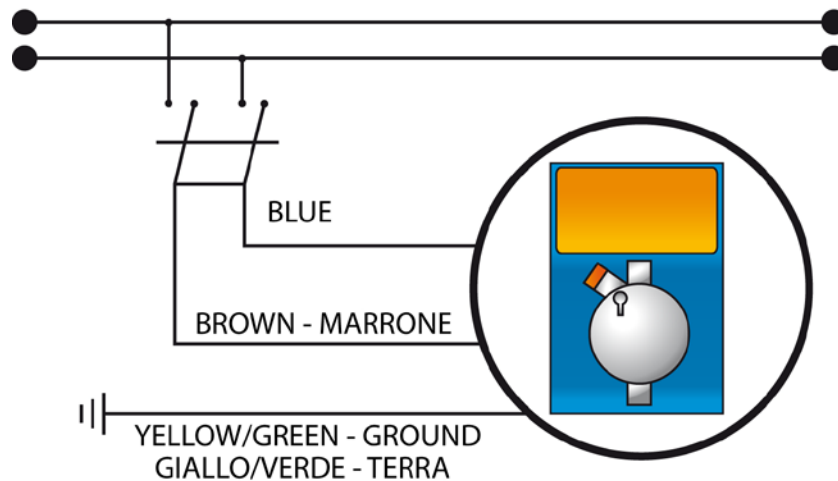 BLUE
BROWN - MARRONE
YELLOW/GREEN - GROUND
GIALLO/VERDE - TERRA